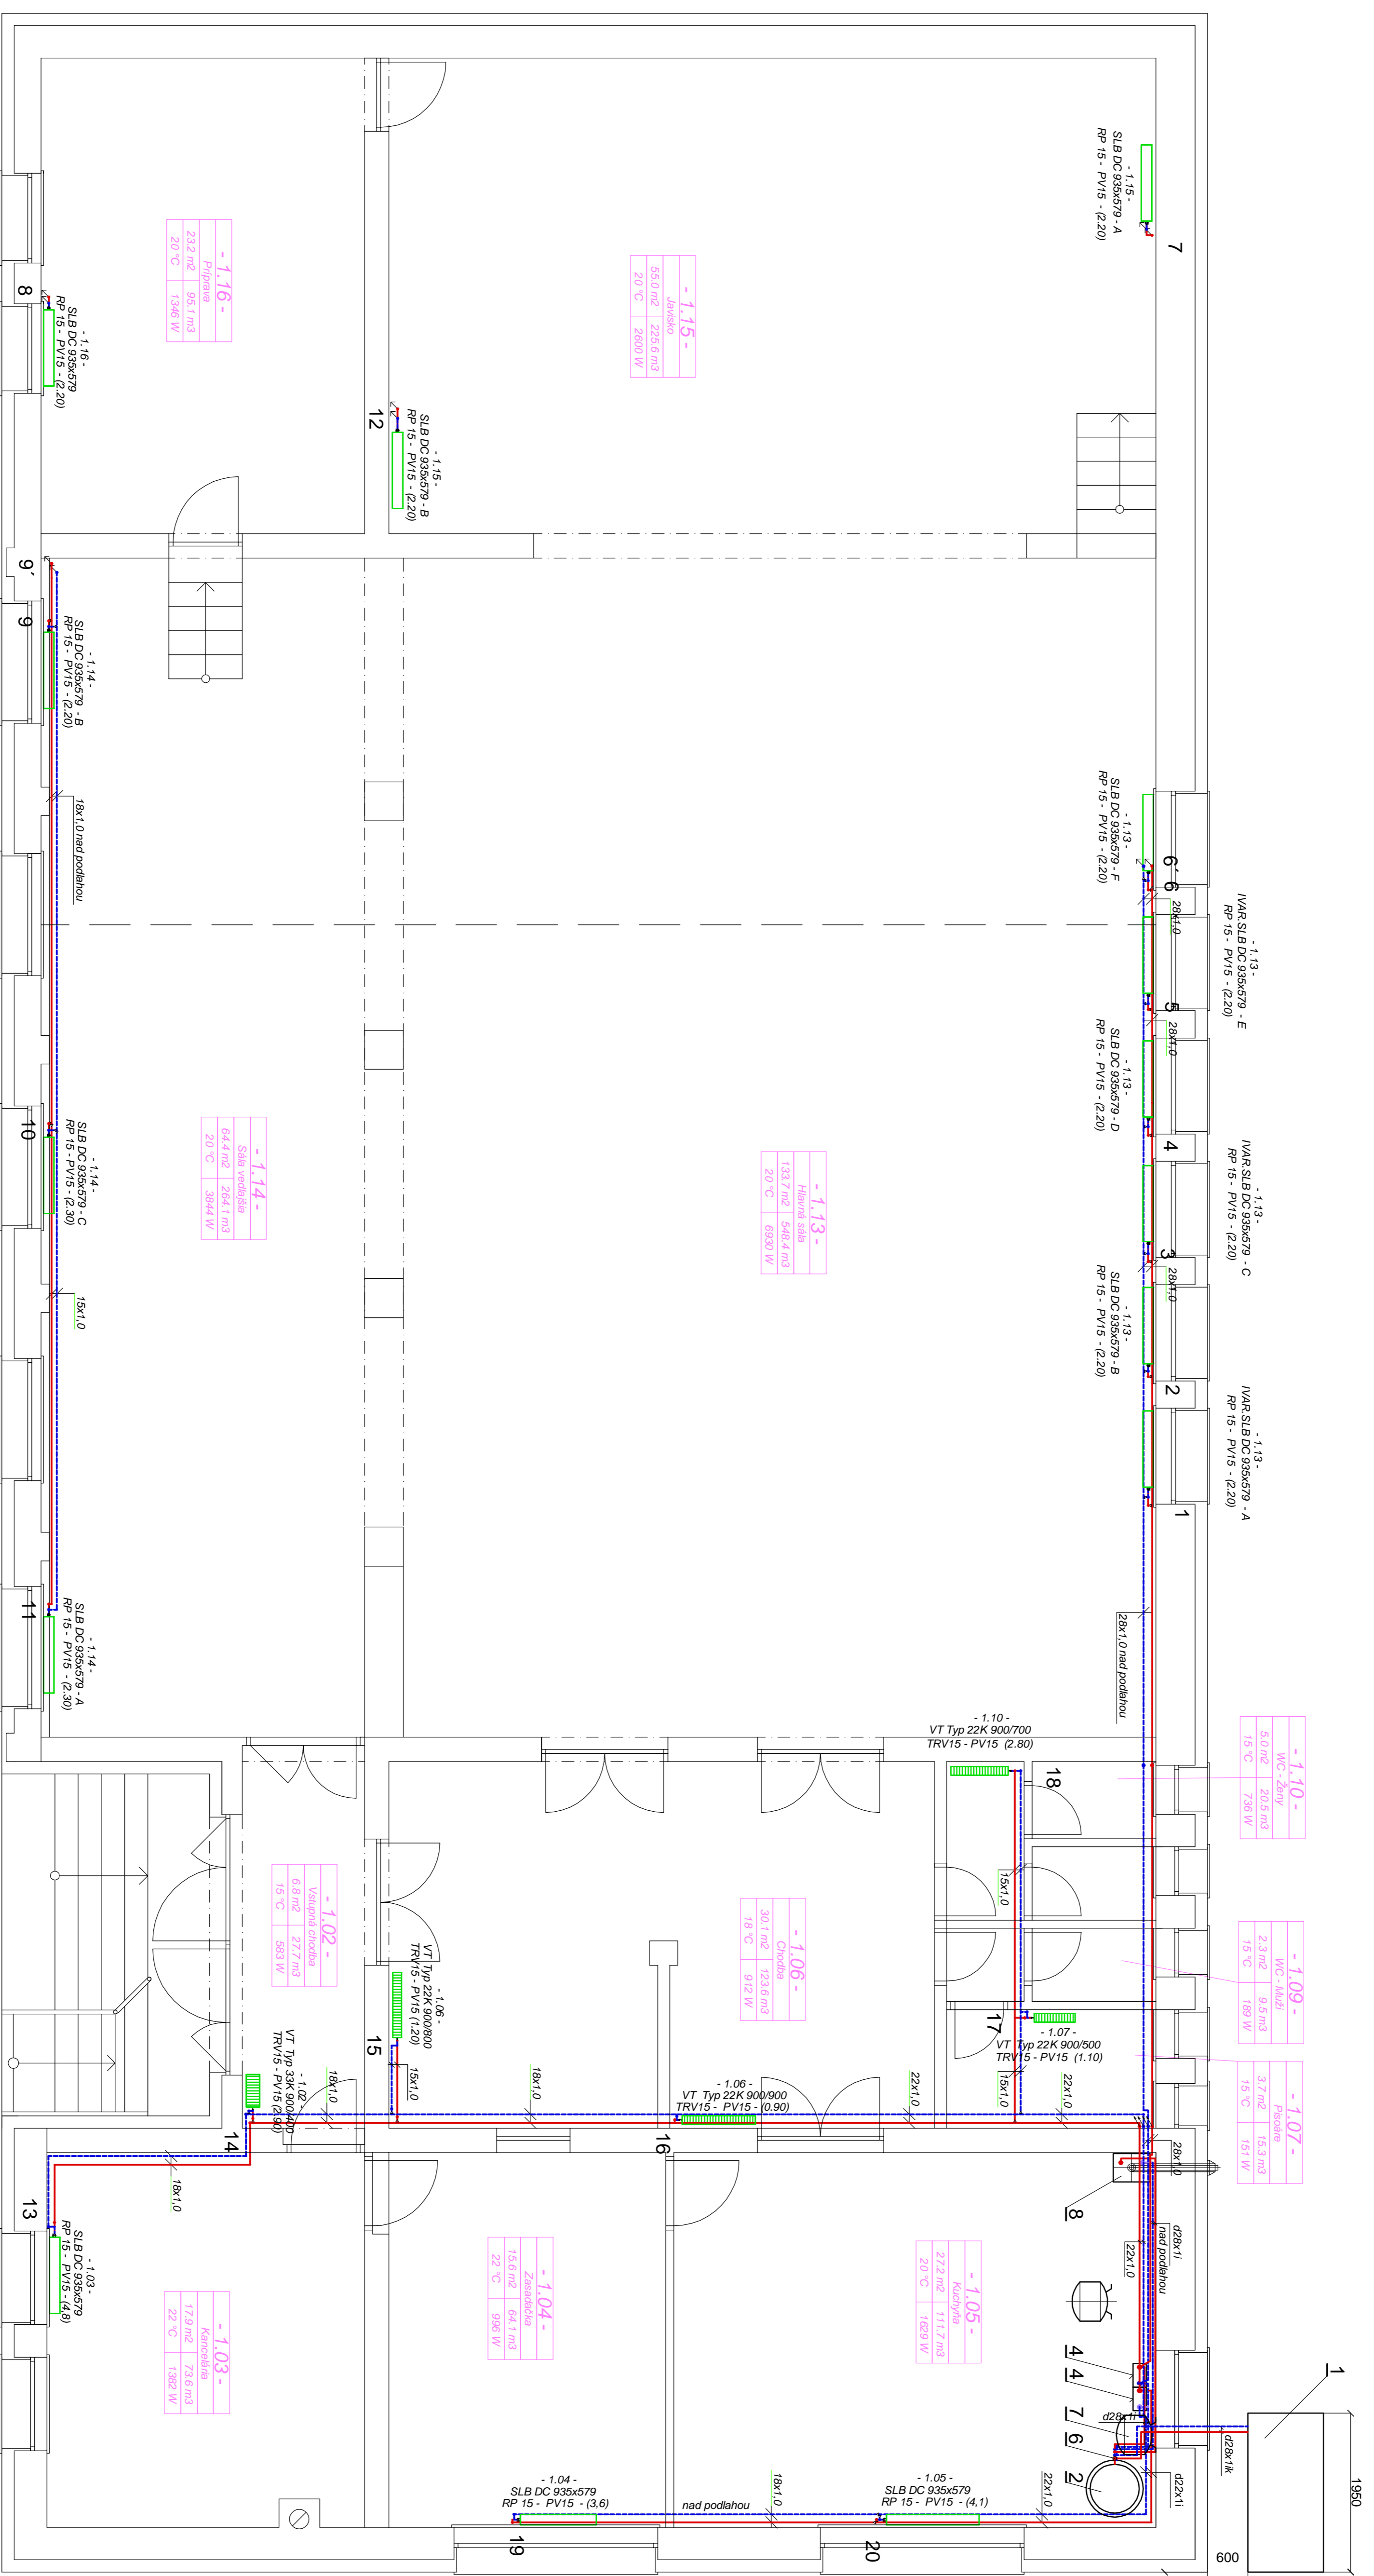 7
- 1.15 -
SLB DC 935x579 - A
RP 15 - PV15 - (2.20)
- 1.15 -
Javisko
55.0 m2 225.6 m3
20 °C 2600 W
- 1.16 -
Príprava
23.2 m2 95.1 m3
20 °C 1346 W
8
- 1.16 -
SLB DC 935x579
RP 15 - PV15 - (2.20)
12
- 1.15 -
SLB DC 935x579 - B
RP 15 - PV15 - (2.20)
9´
9
- 1.14 -
SLB DC 935x579 - B
RP 15 - PV15 - (2.20)
18x1,0 nad podlahou
6´
6
- 1.13 -
SLB DC 935x579 - F
RP 15 - PV15 - (2.20)
28x1,0
- 1.13 -
IVAR.SLB DC 935x579 - E
RP 15 - PV15 - (2.20)
5
28x1,0
- 1.13 -
SLB DC 935x579 - D
RP 15 - PV15 - (2.20)
4
- 1.13 -
IVAR.SLB DC 935x579 - C
RP 15 - PV15 - (2.20)
3
28x1,0
- 1.13 -
SLB DC 935x579 - B
RP 15 - PV15 - (2.20)
2
- 1.13 -
IVAR.SLB DC 935x579 - A
RP 15 - PV15 - (2.20)
1
- 1.13 -
Hlavná sála
133.7 m2 548.4 m3
20 °C 6930 W
- 1.14 -
Sála vedlajšia
64.4 m2 264.1 m3
20 °C 3844 W
10
- 1.14 -
SLB DC 935x579 - C
RP 15 - PV15 - (2.30)
15x1,0
11
- 1.14 -
SLB DC 935x579 - A
RP 15 - PV15 - (2.30)
28x1,0 nad podlahou
- 1.10 -
VT Typ 22K 900/700
TRV15 - PV15 (2.80)
18
- 1.10 -
WC - Ženy
5.0 m2 20.5 m3
15 °C 736 W
- 1.09 -
WC - Muži
2.3 m2 9.5 m3
15 °C 189 W
- 1.07 -
Pisoáre
3.7 m2 15.3 m3
15 °C 151 W
15x1,0
17
- 1.07 -
VT Typ 22K 900/500
TRV15 - PV15 (1.10)
15x1,0
22x1,0
22x1,0
- 1.06 -
Chodba
30.1 m2 123.6 m3
18 °C 912 W
- 1.02 -
Vstupná chodba
6.8 m2 27.7 m3
15 °C 583 W
15
- 1.06 -
VT Typ 22K 900/800
TRV15 - PV15 (1.20)
15x1,0
- 1.06 -
VT Typ 22K 900/900
TRV15 - PV15 - (0.90)
16
18x1,0
18x1,0
- 1.02 -
VT Typ 33K 900/400
TRV15 - PV15 (2.90)
14
18x1,0
13
- 1.03 -
SLB DC 935x579
RP 15 - PV15 - (4,8)
- 1.03 -
Kancelária
17.9 m2 73.6 m3
22 °C 1382 W
- 1.04 -
Zasadačka
15.6 m2 64.1 m3
22 °C 996 W
- 1.05 -
Kuchyňa
27.2 m2 111.7 m3
20 °C 1629 W
28x1,0
8
d28x1i
nad podlahou
22x1,0
4
4
7
6
2
d28x1i
d28x1ik
d22x1i
1
1950
600
- 1.04 -
SLB DC 935x579
RP 15 - PV15 - (3,6)
nad podlahou
18x1,0
- 1.05 -
SLB DC 935x579
RP 15 - PV15 - (4,1)
22x1,0
19
20